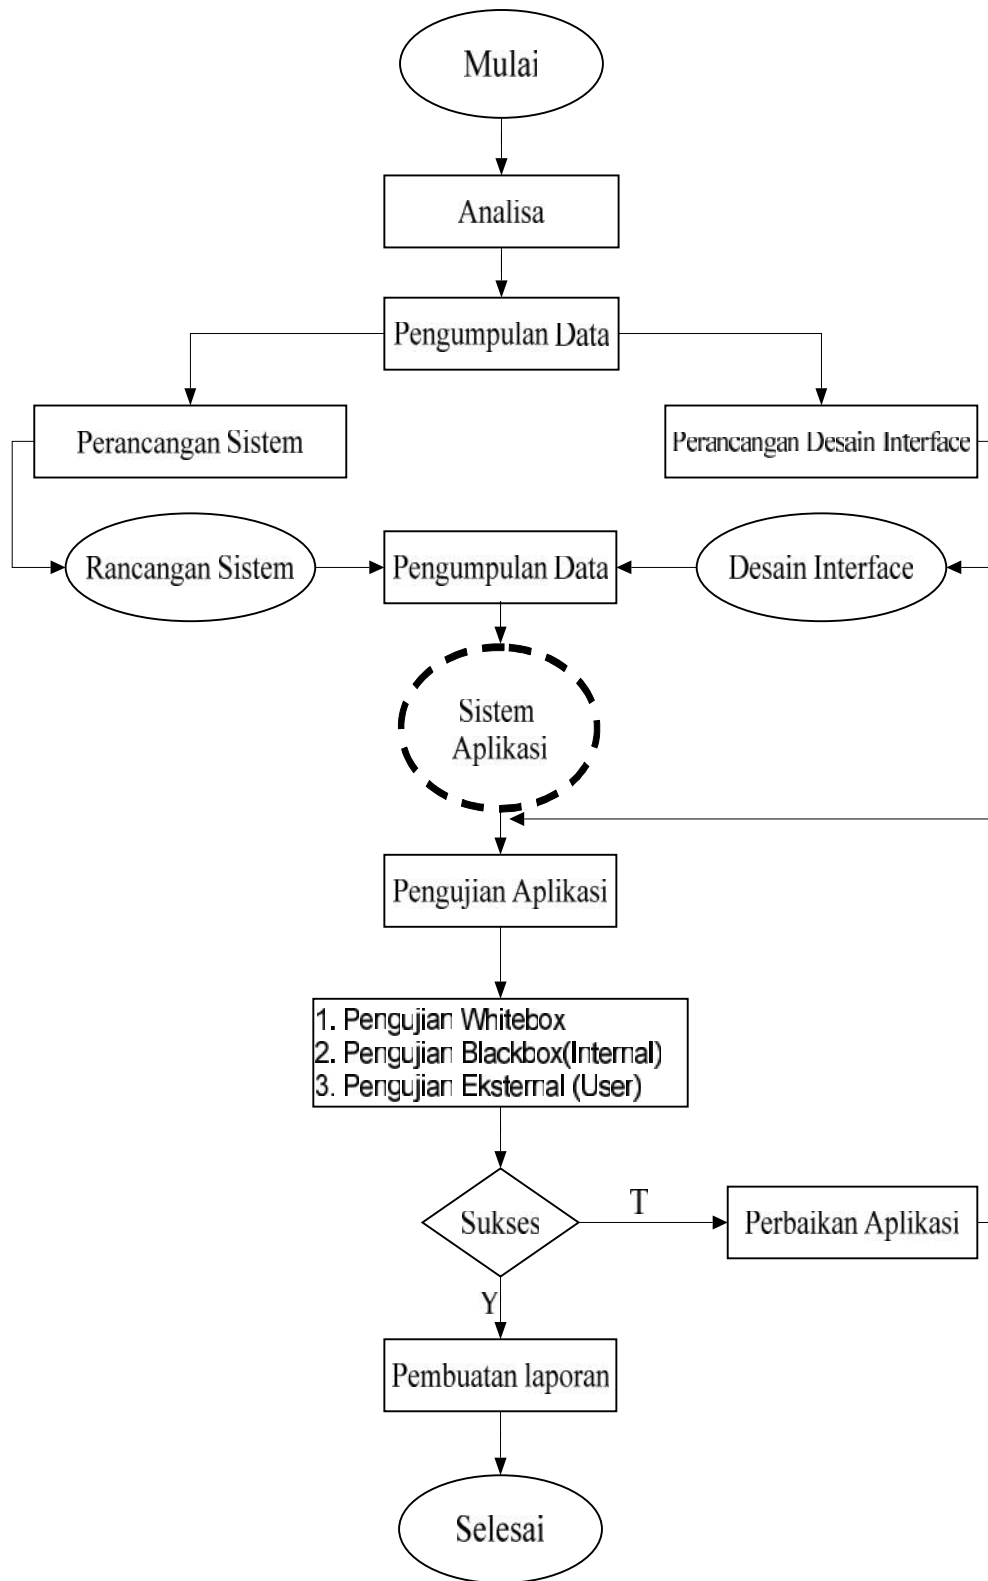 Mulai
Analisa
Pengumpulan Data
Perancangan Sistem
Perancangan Desain Interface
Rancangan Sistem
Pengumpulan Data
Desain Interface
Sistem
Aplikasi
Pengujian Aplikasi
1. Pengujian Whitebox
2. Pengujian Blackbox(Internal)
3. Pengujian Eksternal (User)
Sukses
T
Perbaikan Aplikasi
Y
Pembuatan laporan
Selesai